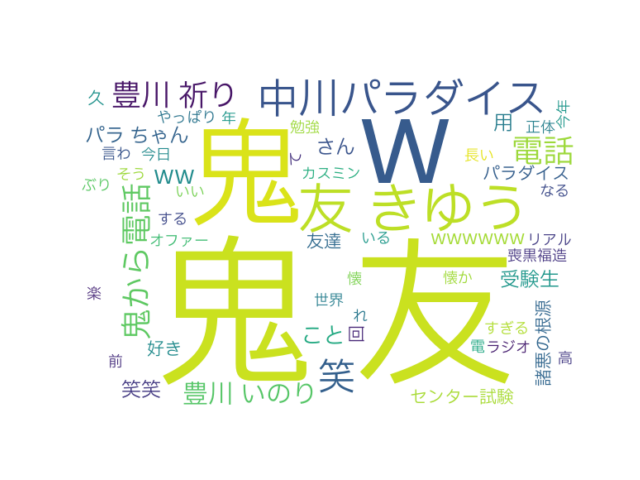 久
豊川 祈り
中川パラダイス
今年
やっぱり 年
パラ ちゃん
勉強
用
正体
言わ
今日
て
さん
鬼
W
長い
電話
ぶり
そう
ww
いい
カスミン
パラダイス
なる
友 きゆう
する
オファー
友達
いる
wwwwww
リアル
鬼から電話
鬼 友
喪黒福造
懐
懐か
受験生
楽
世界
諸悪の根源
れ
こと
回
すぎる
前
好き
電
ラジオ
高
笑笑
豊川 いのり
笑
センター試験